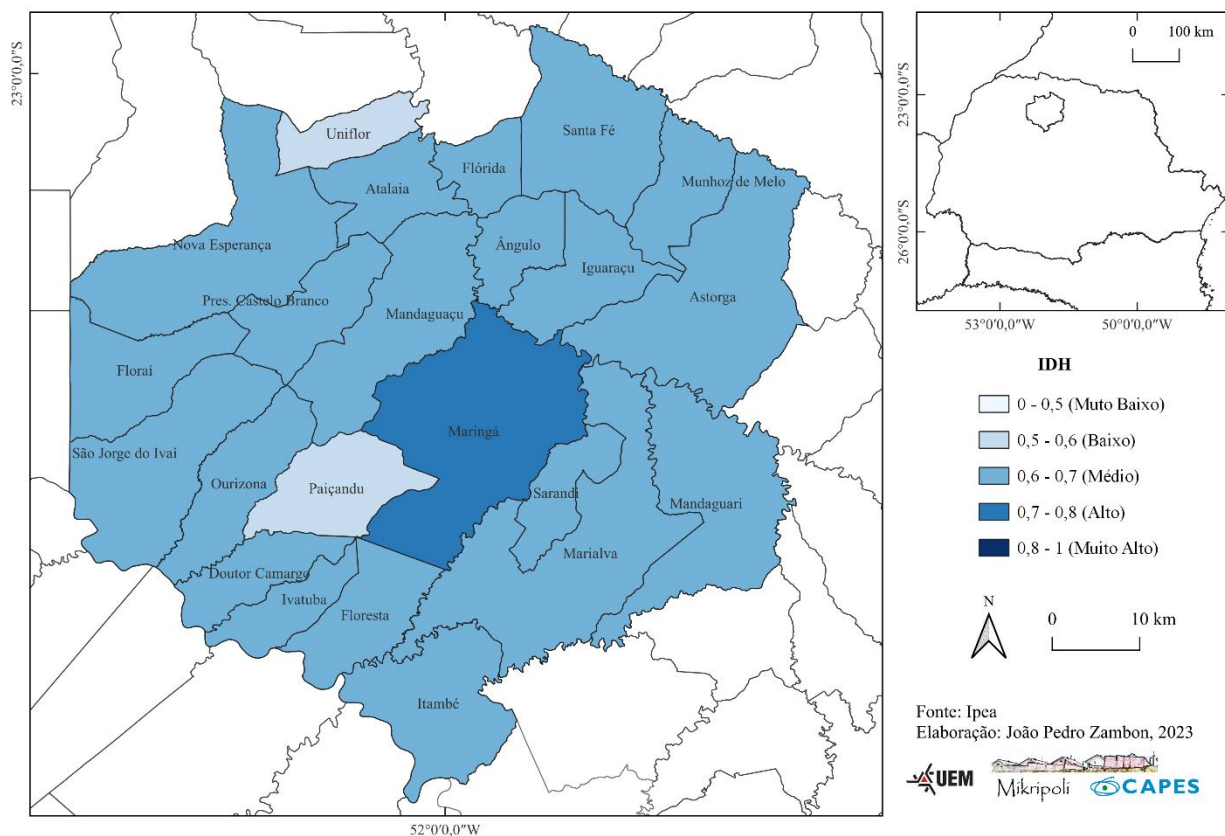 23°0'0,0"S
Uniflor
Santa Fé
Flórida
Atalaia
Munhoz de Melo
Nova Esperança
Ângulo
Iguaraçu
Pres. Castelo Branco
Astorga
Mandaguaçu
Floraí
Maringá
São Jorge do Ivaí
Ourizona
Paiçandu
Sarandi
Mandaguari
Marialva
Doutor Camargo
Ivatuba
Floresta
Itambé
52°0'0,0"W
0 100 km
23°0'0,0"S
26°0'0,0"S
53°0'0,0"W 50°0'0,0"W
IDH
0 - 0,5 (Muto Baixo)
0,5 - 0,6 (Baixo)
0,6 - 0,7 (Médio)
0,7 - 0,8 (Alto)
0,8 - 1 (Muito Alto)
N
0 10 km
Fonte: Ipea
Elaboração: João Pedro Zambon, 2023
UEM
Mikripoli
CAPES